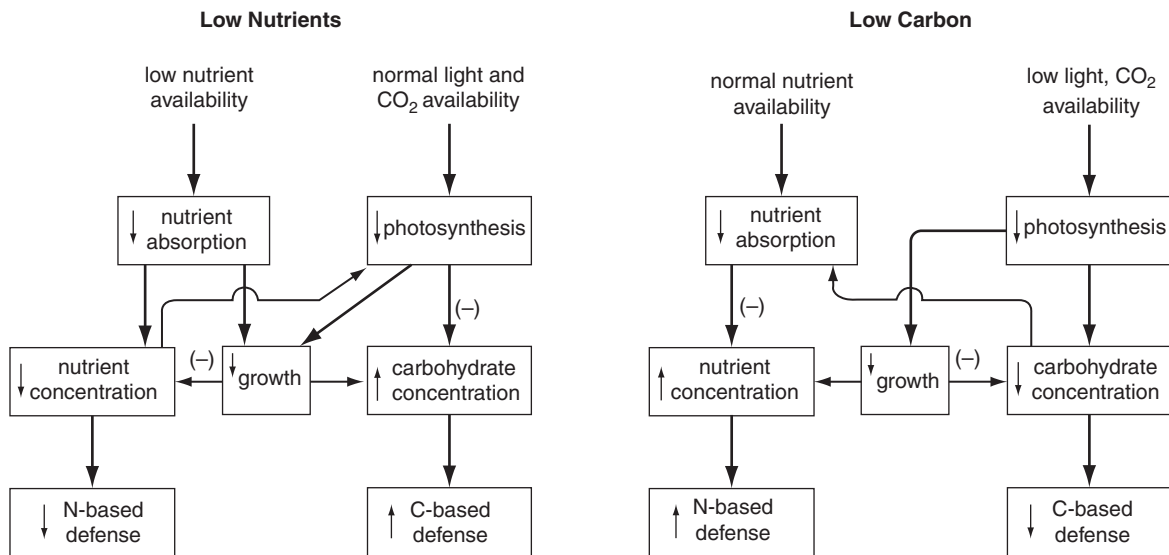 Low Nutrients
low nutrient
availability
normal light and
CO₂ availability
↓ nutrient
absorption
↓ photosynthesis
(–)
↓ nutrient
concentration
(–)
↓ growth
↑ carbohydrate
concentration
↓ N-based
defense
↑ C-based
defense
Low Carbon
normal nutrient
availability
low light, CO₂
availability
↓ nutrient
absorption
↓ photosynthesis
(–)
↑ nutrient
concentration
↓ growth
(–)
↓ carbohydrate
concentration
↑ N-based
defense
↓ C-based
defense